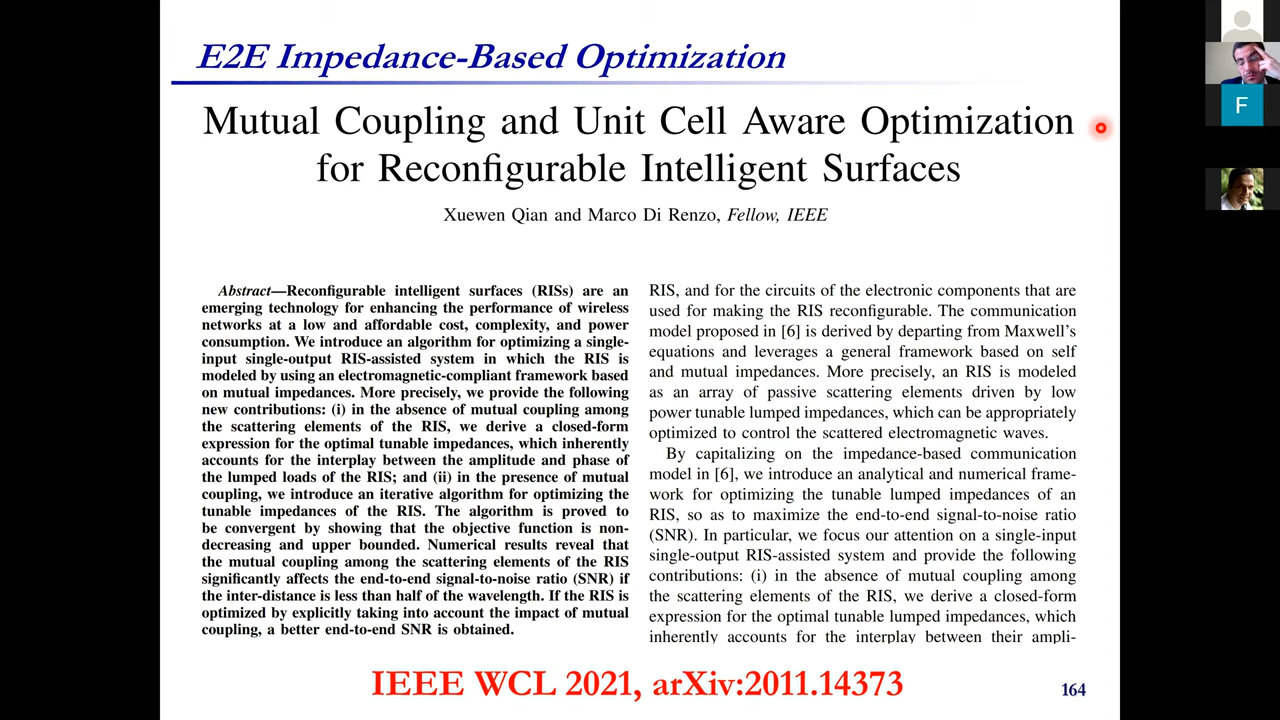 E2E Impedance-Based Optimization
Mutual Coupling and Unit Cell Aware Optimization
for Reconfigurable Intelligent Surfaces
Xuewen Qian and Marco Di Renzo, Fellow, IEEE
Abstract—Reconfigurable intelligent surfaces (RISs) are an
emerging technology for enhancing the performance of wireless
networks at a low and affordable cost, complexity, and power
consumption. We introduce an algorithm for optimizing a single-
input single-output RIS-assisted system in which the RIS is
modeled by using an electromagnetic-compliant framework based
on mutual impedances. More precisely, we provide the following
new contributions: (i) in the absence of mutual coupling among
the scattering elements of the RIS, we derive a closed-form
expression for the optimal tunable impedances, which inherently
accounts for the interplay between the amplitude and phase of
the lumped loads of the RIS; and (ii) in the presence of mutual
coupling, we introduce an iterative algorithm for optimizing the
tunable impedances of the RIS. The algorithm is proved to
be convergent by showing that the objective function is non-
decreasing and upper bounded. Numerical results reveal that
the mutual coupling among the scattering elements of the RIS
significantly affects the end-to-end signal-to-noise ratio (SNR) if
the inter-distance is less than half of the wavelength. If the RIS is
optimized by explicitly taking into account the impact of mutual
coupling, a better end-to-end SNR is obtained.
RIS, and for the circuits of the electronic components that are
used for making the RIS reconfigurable. The communication
model proposed in [6] is derived by departing from Maxwell's
equations and leverages a general framework based on self
and mutual impedances. More precisely, an RIS is modeled
as an array of passive scattering elements driven by low
power tunable lumped impedances, which can be appropriately
optimized to control the scattered electromagnetic waves.
By capitalizing on the impedance-based communication
model in [6], we introduce an analytical and numerical frame-
work for optimizing the tunable lumped impedances of an
RIS, so as to maximize the end-to-end signal-to-noise ratio
(SNR). In particular, we focus our attention on a single-input
single-output RIS-assisted system and provide the following
contributions: (i) in the absence of mutual coupling among
the scattering elements of the RIS, we derive a closed-form
expression for the optimal tunable lumped impedances, which
inherently accounts for the interplay between their ampli-
IEEE WCL 2021, arXiv:2011.14373
164
F